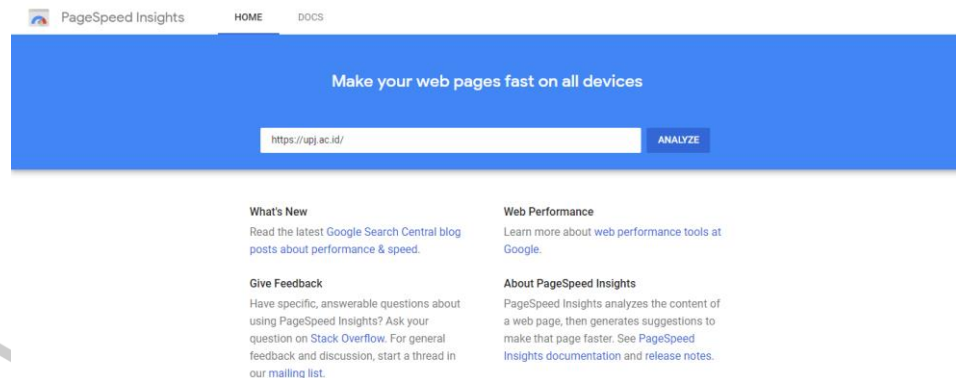 PageSpeed Insights HOME DOCS
Make your web pages fast on all devices
https://upj.ac.id/ ANALYZE
What's New
Read the latest Google Search Central blog
posts about performance & speed.
Give Feedback
Have specific, answerable questions about
using PageSpeed Insights? Ask your
question on Stack Overflow. For general
feedback and discussion, start a thread in
our mailing list.
Web Performance
Learn more about web performance tools at
Google.
About PageSpeed Insights
PageSpeed Insights analyzes the content of
a web page, then generates suggestions to
make that page faster. See PageSpeed
Insights documentation and release notes.